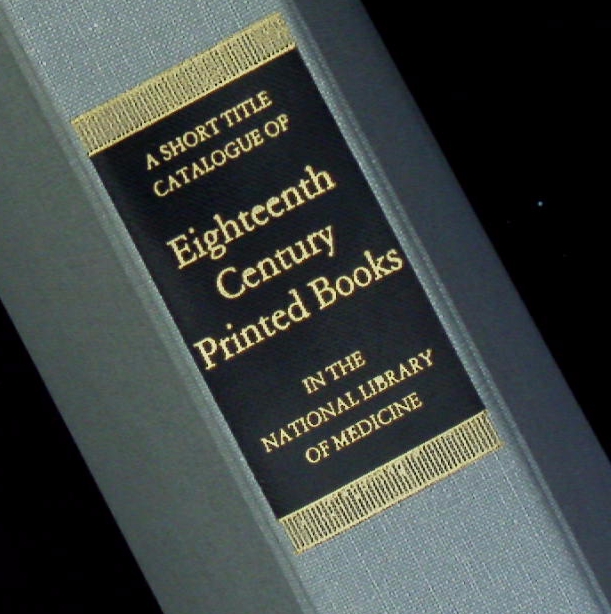 A SHORT TITLE
CATALOGUE OF
Eighteenth
Century
Printed Books
IN THE
NATIONAL LIBRARY
OF MEDICINE